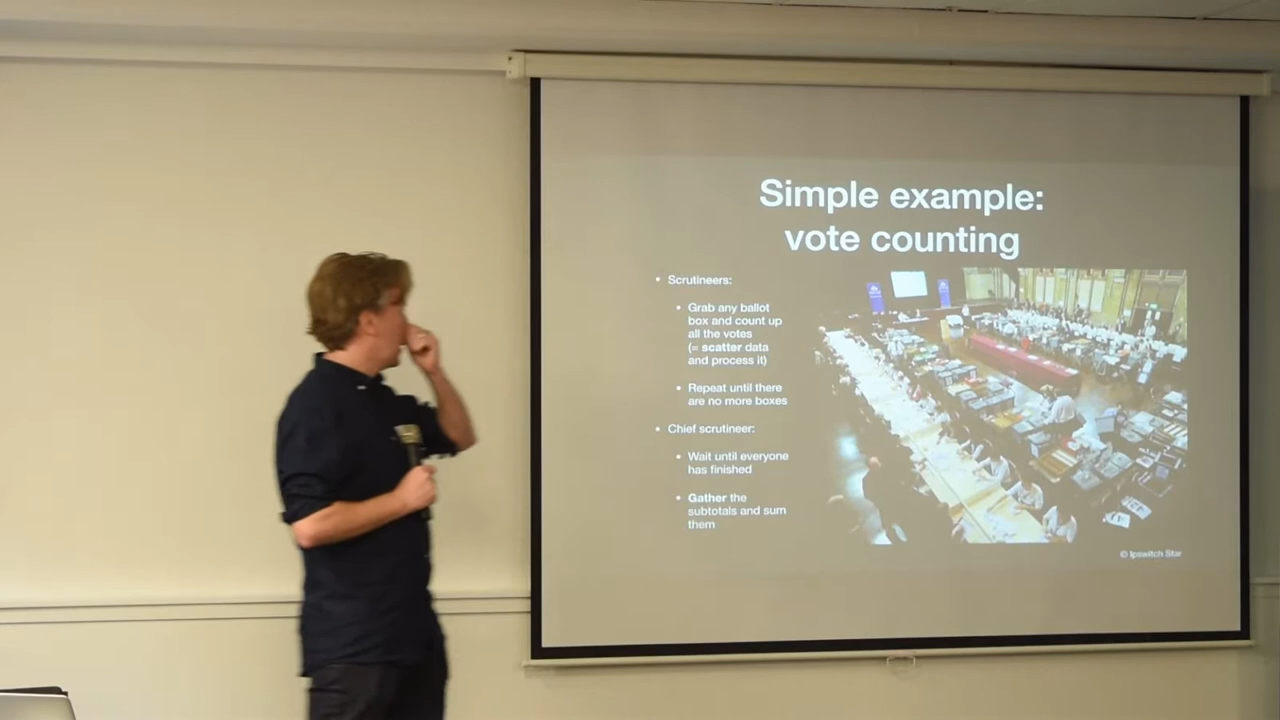 Simple example:
vote counting
• Scrutineers:
• Grab any ballot
box and count up
all the votes
(= scatter data
and process it)
• Repeat until there
are no more boxes
• Chief scrutineer:
• Wait until everyone
has finished
• Gather the
subtotals and sum
them
© Ipswitch Star